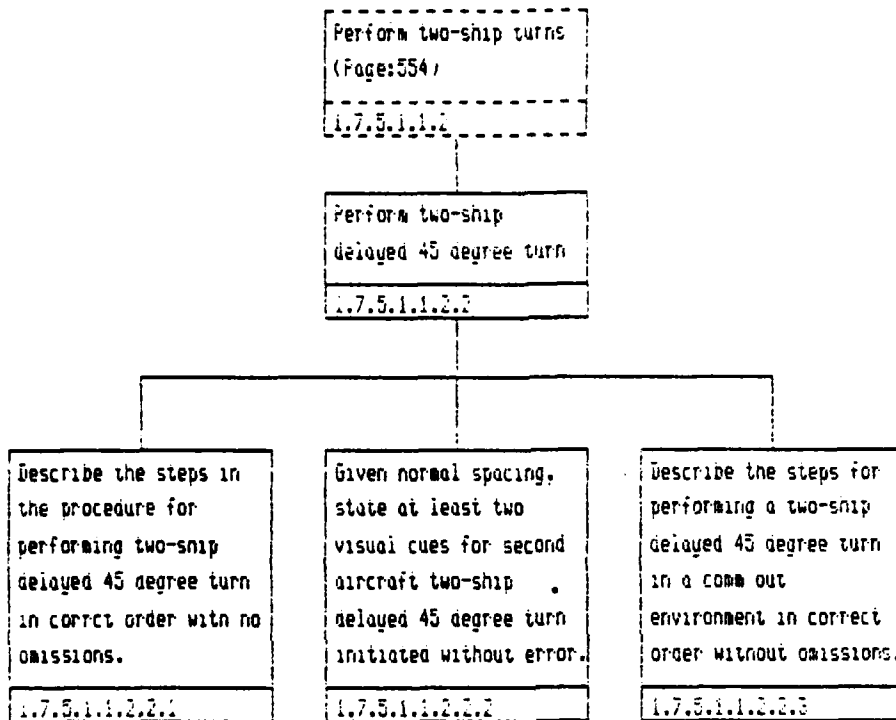 Perform two-ship turns
(Page:554)
1.7.5.1.1.2
Perform two-ship
delayed 45 degree turn
1.7.5.1.1.2.2
Describe the steps in
the procedure for
performing two-snip
delayed 45 degree turn
in corrct order with no
omissions.
1.7.5.1.1.2.2.1
Given normal spacing,
state at least two
visual cues for second
aircraft two-ship
delayed 45 degree turn
initiated without error.
1.7.5.1.1.2.2.2
Describe the steps for
performing a two-ship
delayed 45 degree turn
in a comm out
environment in correct
order without omissions.
1.7.5.1.1.2.2.3